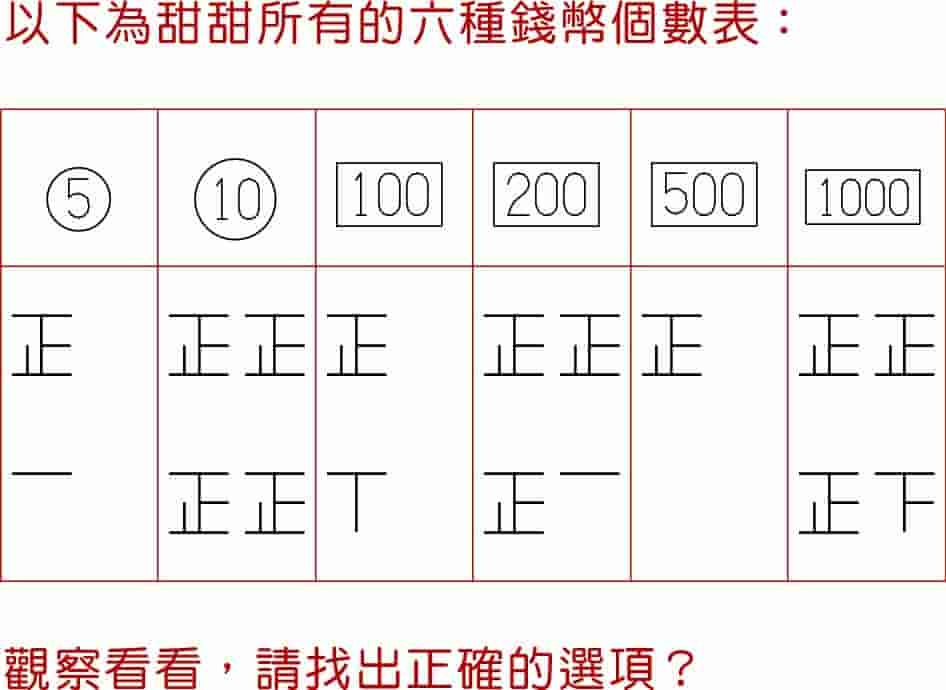 以下為甜甜所有的六種錢幣個數表：
5 10 100 200 500 1000
正 正正 正 正正 正 正正
一 正正 丅 正一 正下
觀察看看，請找出正確的選項？